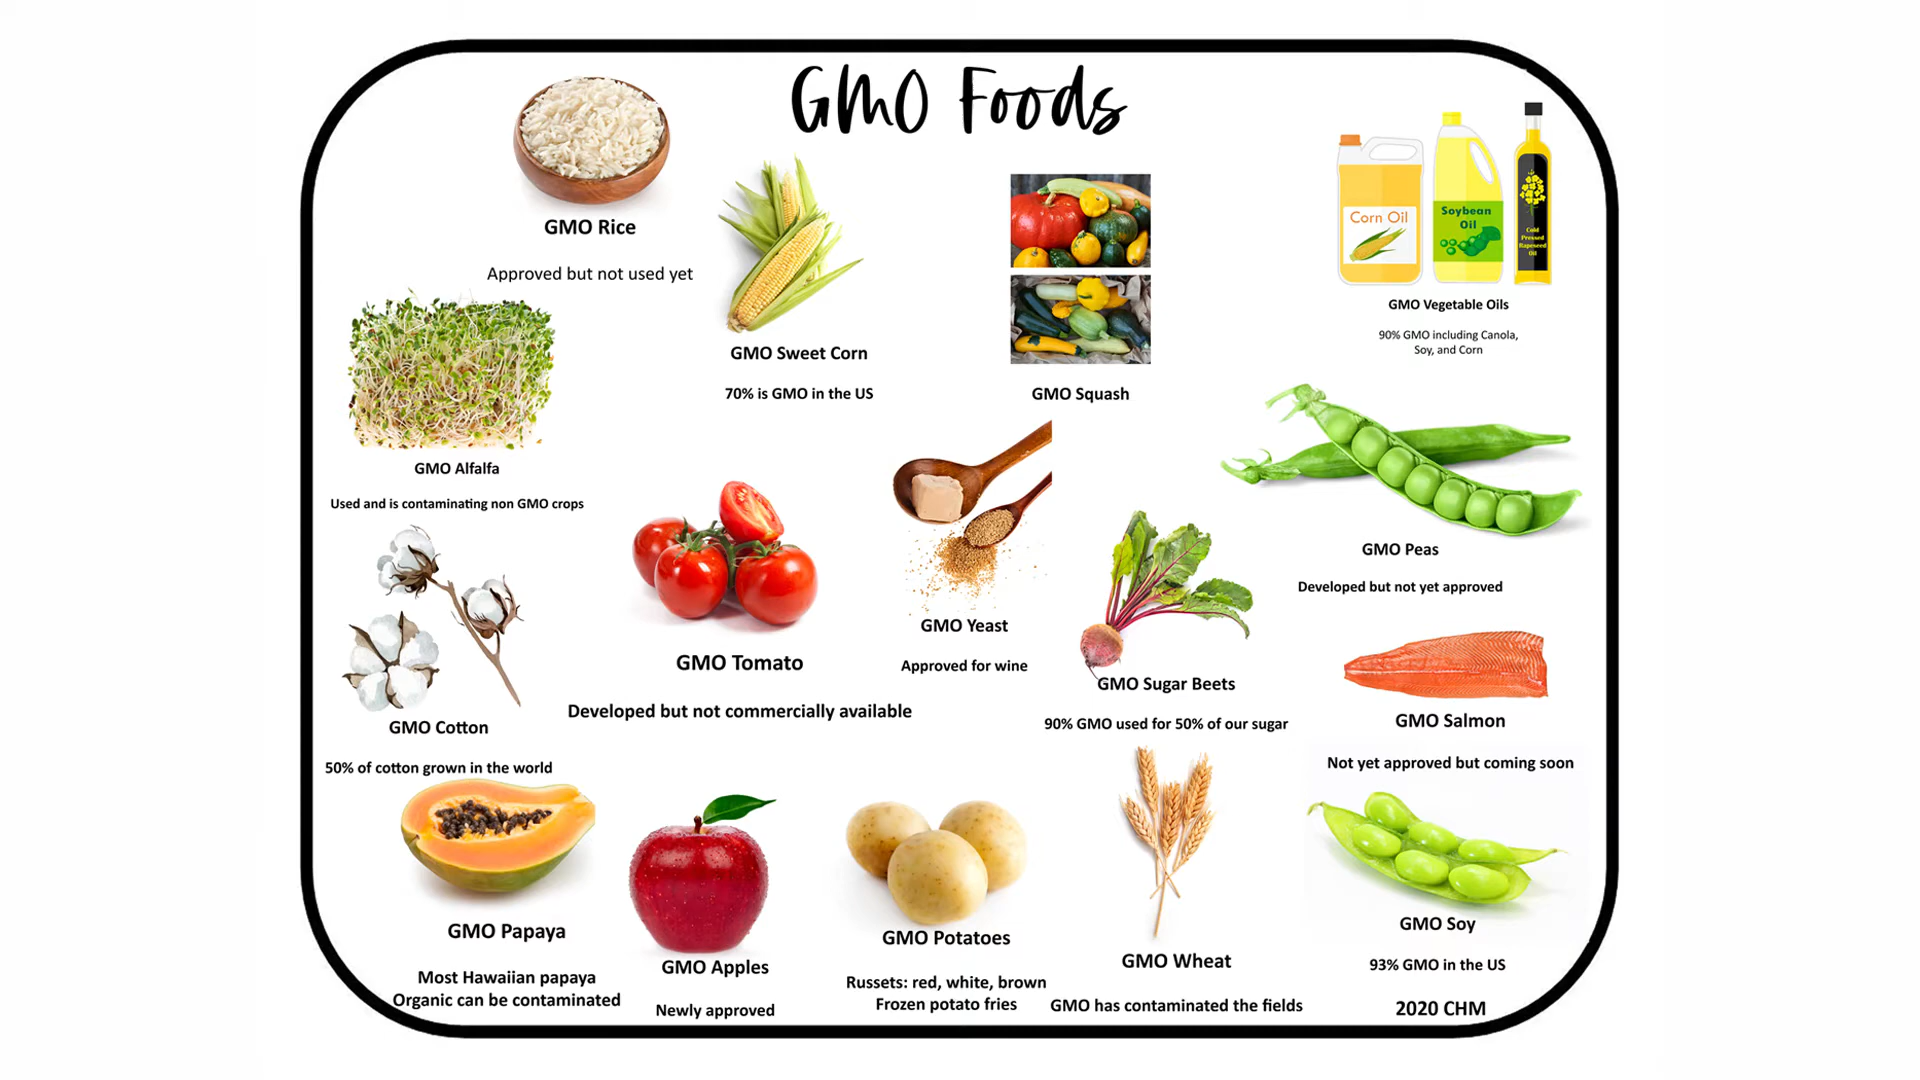 GMO Foods
GMO Rice
Approved but not used yet
GMO Sweet Corn
70% is GMO in the US
GMO Squash
Corn Oil
Soybean
Oil
Cold
Pressed
Rapeseed
Oil
GMO Vegetable Oils
90% GMO including Canola,
Soy, and Corn
GMO Alfalfa
Used and is contaminating non GMO crops
GMO Tomato
Developed but not commercially available
GMO Yeast
Approved for wine
GMO Peas
Developed but not yet approved
GMO Cotton
50% of cotton grown in the world
GMO Sugar Beets
90% GMO used for 50% of our sugar
GMO Salmon
Not yet approved but coming soon
GMO Papaya
Most Hawaiian papaya
Organic can be contaminated
GMO Apples
Newly approved
GMO Potatoes
Russets: red, white, brown
Frozen potato fries
GMO Wheat
GMO has contaminated the fields
GMO Soy
93% GMO in the US
2020 CHM